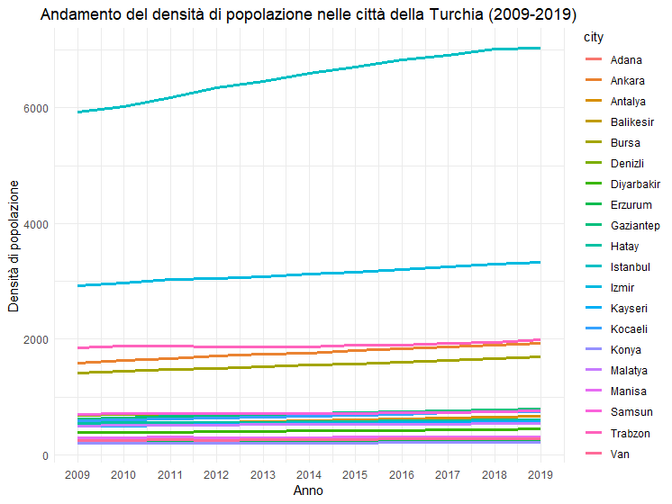 Andamento del densità di popolazione nelle città della Turchia (2009-2019)
Densità di popolazione
6000
4000
2000
0
2009 2010 2011 2012 2013 2014 2015 2016 2017 2018 2019
Anno
city
Adana
Ankara
Antalya
Balikesir
Bursa
Denizli
Diyarbakir
Erzurum
Gaziantep
Hatay
Istanbul
Izmir
Kayseri
Kocaeli
Konya
Malatya
Manisa
Samsun
Trabzon
Van